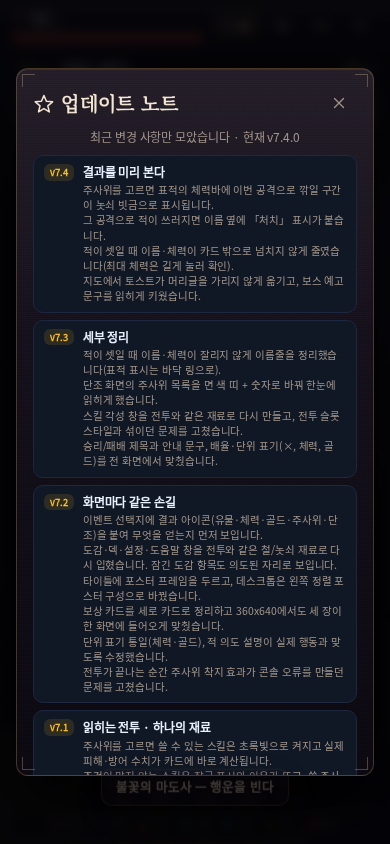 업데이트 노트
최근 변경 사항만 모았습니다 · 현재 v7.4.0
v7.4 결과를 미리 본다
주사위를 고르면 표적의 체력바에 이번 공격으로 깎일 구간
이 놋쇠 빗금으로 표시됩니다.
그 공격으로 적이 쓰러지면 이름 옆에 「처치」 표시가 붙습
니다.
적이 셋일 때 이름·체력이 카드 밖으로 넘치지 않게 줄였습
니다(최대 체력은 길게 눌러 확인).
지도에서 토스트가 머리글을 가리지 않게 옮기고, 보스 예고
문구를 읽히게 키웠습니다.
v7.3 세부 정리
적이 셋일 때 이름·체력이 잘리지 않게 이름줄을 정리했습
니다(표적 표시는 바닥 링으로).
단조 화면의 주사위 목록을 면 색 띠 + 숫자로 바꿔 한눈에
읽히게 했습니다.
스킬 각성 창을 전투와 같은 재료로 다시 만들고, 전투 슬롯
스타일과 섞이던 문제를 고쳤습니다.
승리/패배 제목과 안내 문구, 배율·단위 표기(×, 체력, 골
드)를 전 화면에서 맞췄습니다.
v7.2 화면마다 같은 손길
이벤트 선택지에 결과 아이콘(유물·체력·골드·주사위·단
조)을 붙여 무엇을 얻는지 먼저 보입니다.
도감·덱·설정·도움말 창을 전투와 같은 철/놋쇠 재료로 다
시 입혔습니다. 잠긴 도감 항목도 의도된 자리로 보입니다.
타이틀에 포스터 프레임을 두르고, 데스크톱은 왼쪽 정렬 포
스터 구성으로 바꿨습니다.
보상 카드를 세로 카드로 정리하고 360x640에서도 세 장이
한 화면에 들어오게 맞췄습니다.
단위 표기 통일(체력·골드), 적 의도 설명이 실제 행동과 맞
도록 수정했습니다.
전투가 끝나는 순간 주사위 착지 효과가 콘솔 오류를 만들던
문제를 고쳤습니다.
v7.1 읽히는 전투 · 하나의 재료
주사위를 고르면 쓸 수 있는 스킬은 초록빛으로 켜지고 실제
피해·방어 수치가 카드에 바로 계산됩니다.
불꽃의 마도사 — 행운을 빈다